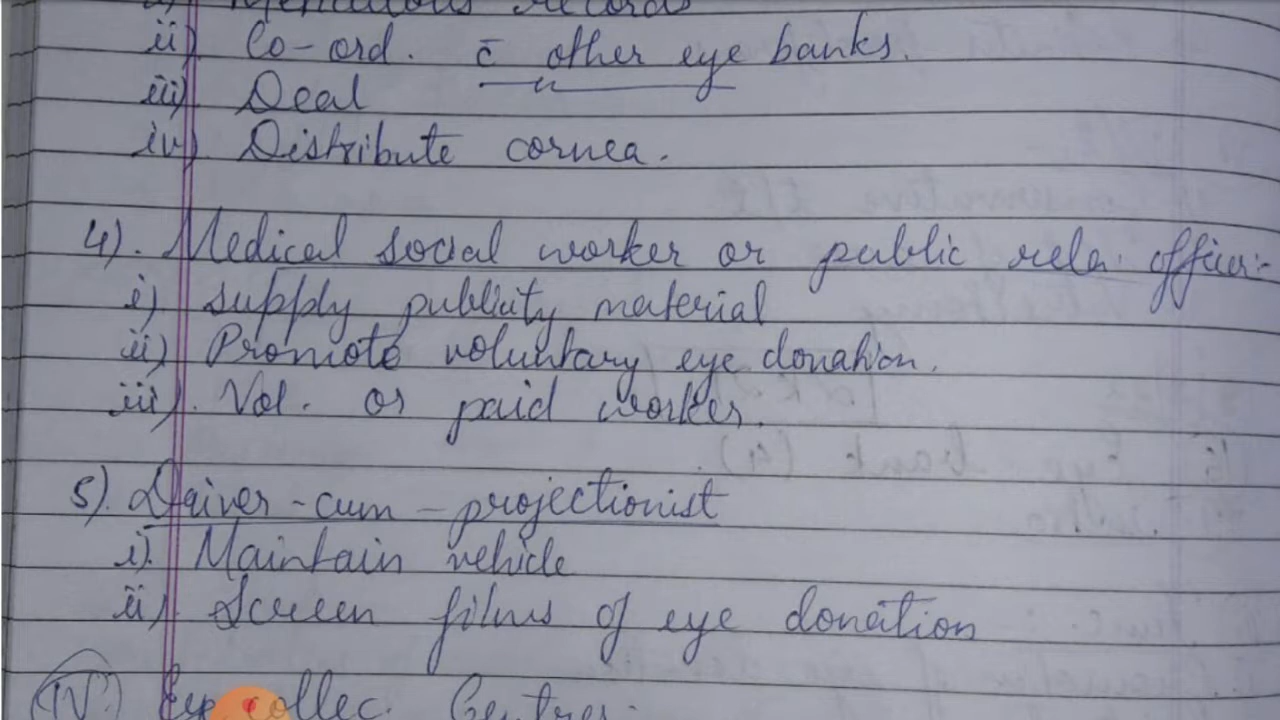 records
ii) Co-ord. c̄ other eye banks.
iii) Deal — " —
iv) Distribute cornea.
4). Medical social worker or public rela. officer:-
i) supply publicity material
ii) Promote voluntary eye donation.
iii). Vol. or paid worker.
5). Driver-cum-projectionist
i). Maintain vehicle
ii). Screen films of eye donation
IV. Eye collec. Centres: